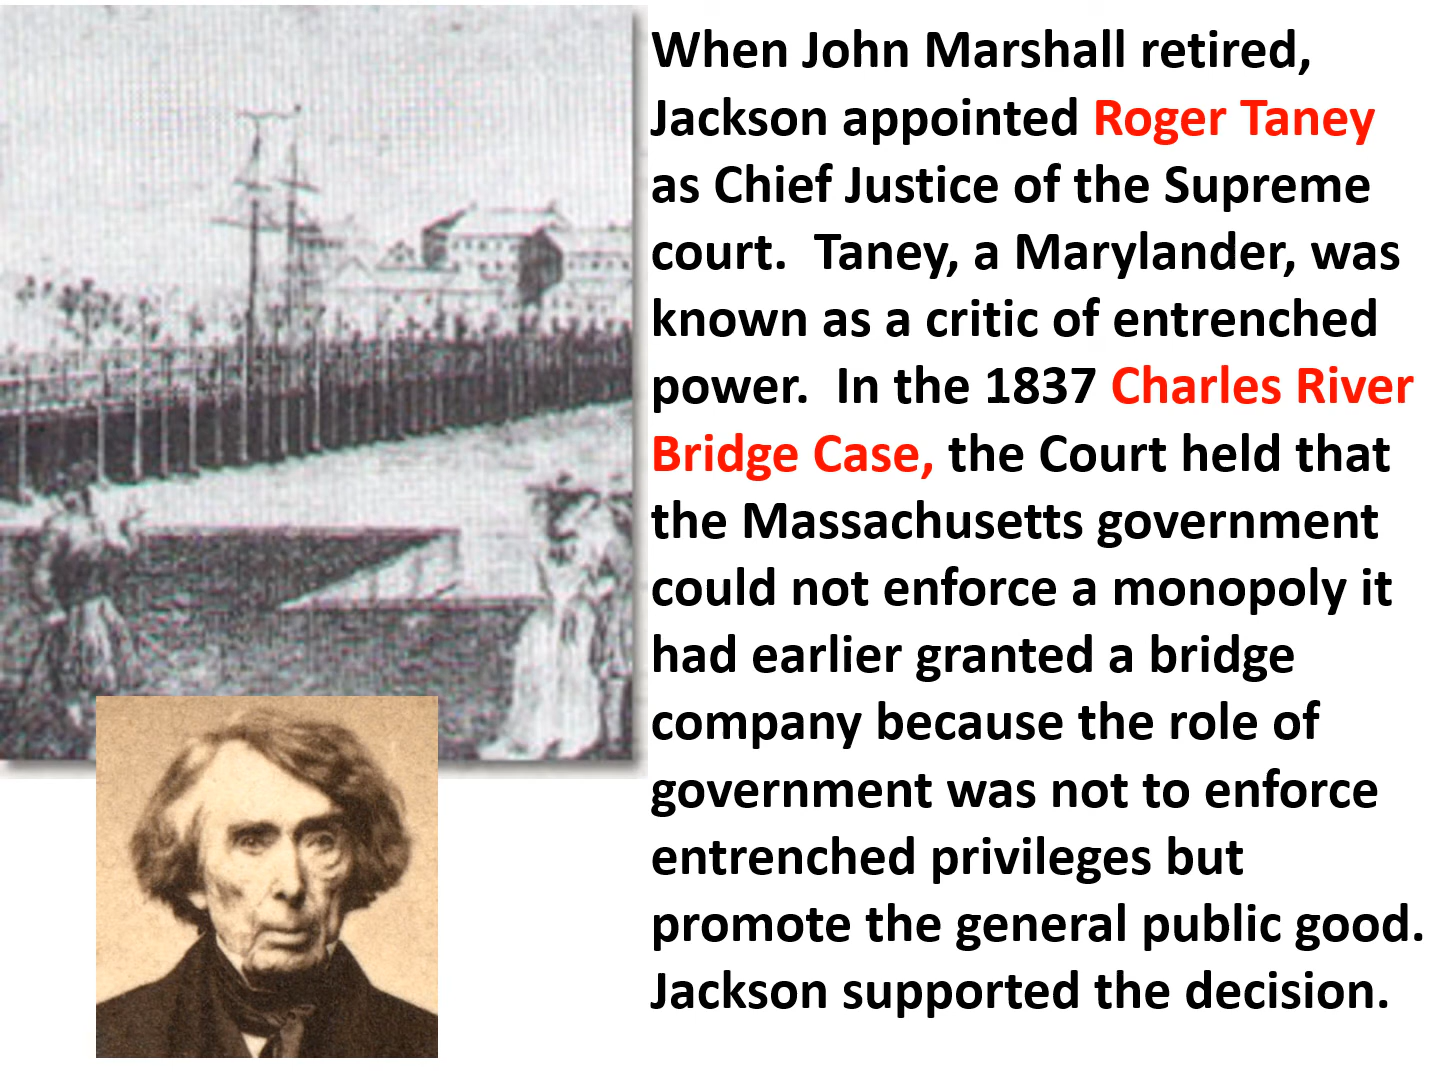 When John Marshall retired,
Jackson appointed Roger Taney
as Chief Justice of the Supreme
court.  Taney, a Marylander, was
known as a critic of entrenched
power.  In the 1837 Charles River
Bridge Case, the Court held that
the Massachusetts government
could not enforce a monopoly it
had earlier granted a bridge
company because the role of
government was not to enforce
entrenched privileges but
promote the general public good.
Jackson supported the decision.